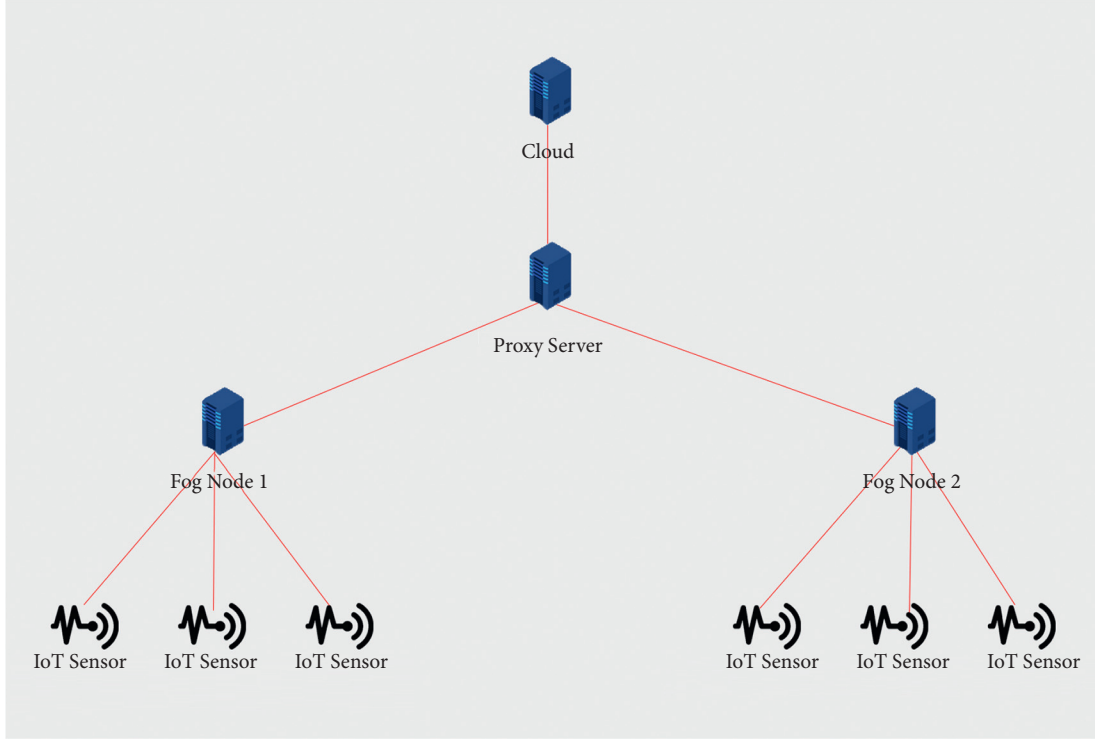 Cloud
Proxy Server
Fog Node 1
Fog Node 2
IoT Sensor
IoT Sensor
IoT Sensor
IoT Sensor
IoT Sensor
IoT Sensor